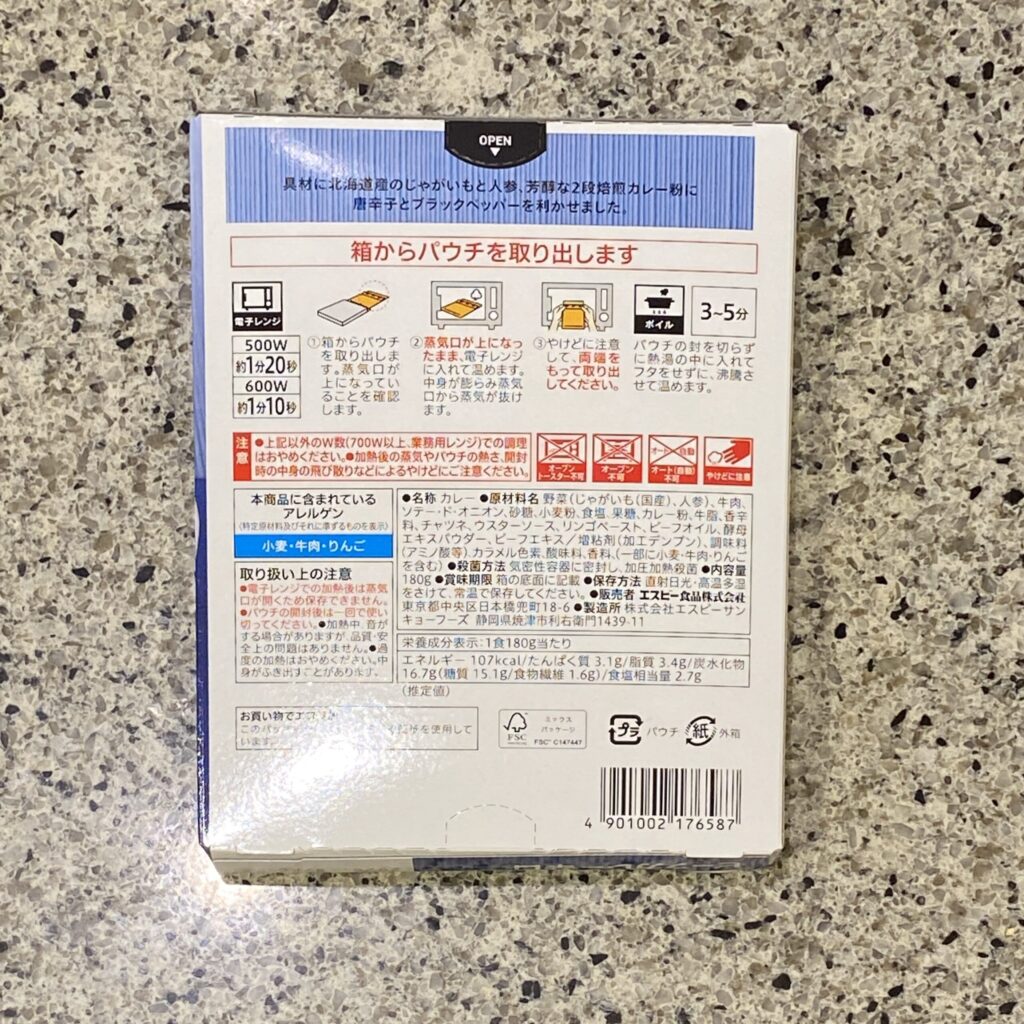 OPEN
具材に北海道産のじゃがいもと人参、芳醇な2段焙煎カレー粉に
唐辛子とブラックペッパーを利かせました。
箱からパウチを取り出します
電子レンジ
500W
約1分20秒
600W
約1分10秒
①箱からパウチ
を取り出しま
す。蒸気口が
上になってい
ることを確認
します。
②蒸気口が上になっ
たまま、電子レンジ
に入れて温めます。
中身が膨らみ蒸気
口から蒸気が抜け
ます。
③やけどに注意
して、両端を
もって取り出
してください。
ボイル
3~5分
パウチの封を切らず
に熱湯の中に入れて
フタをせずに、沸騰
させて温めます。
注意
●上記以外のW数(700W以上、業務用レンジ)での調理
はおやめください。●加熱後の蒸気やパウチの熱さ、開封
時の中身の飛び散りなどによるやけどにご注意ください。
オーブン
トースター不可
オーブン
不可
オート(自動)
不可
やけどに注意
本商品に含まれている
アレルゲン
(特定原材料及びそれに準ずるものを表示)
小麦・牛肉・りんご
取り扱い上の注意
●電子レンジでの加熱後は蒸気
口が開くため保存できません。
●パウチの開封後は一回で使い
切ってください。●加熱中、音が
する場合がありますが、品質・安
全上の問題はありません。●過
度の加熱はおやめください。中
身がふき出すことがあります。
●名称 カレー ●原材料名 野菜(じゃがいも(国産)、人参)、牛肉、
ソテー・ド・オニオン、砂糖、小麦粉、食塩、果糖、カレー粉、牛脂、香辛
料、チャツネ、ウスターソース、リンゴペースト、ビーフオイル、酵母
エキスパウダー、ビーフエキス/増粘剤(加工デンプン)、調味料
(アミノ酸等)、カラメル色素、酸味料、香料、(一部に小麦・牛肉・りんご
を含む) ●殺菌方法 気密性容器に密封し、加圧加熱殺菌 ●内容量
180g ●賞味期限 箱の底面に記載 ●保存方法 直射日光・高温多湿
をさけて、常温で保存してください。 ●販売者 エスビー食品株式会社
東京都中央区日本橋兜町18-6 ●製造所 株式会社エスビーサン
キョーフーズ 静岡県焼津市利右衛門1439-11
栄養成分表示:1食180g当たり
エネルギー 107kcal/たんぱく質 3.1g/脂質 3.4g/炭水化物
16.7g(糖質 15.1g/食物繊維 1.6g)/食塩相当量 2.7g
(推定値)
お買い物でエコ
このパッ
を使用して
います。
FSC
ミックス
パッケージ
FSC® C147447
プラ
パウチ
紙
外箱
4 901002 176587